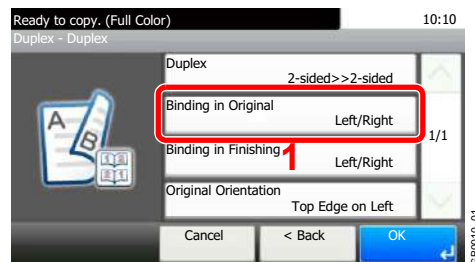 Ready to copy. (Full Color)
10:10
Duplex - Duplex
Duplex
2-sided>>2-sided
Binding in Original
Left/Right
1/1
Binding in Finishing
1
Left/Right
Original Orientation
Top Edge on Left
Cancel
< Back
OK
A
B